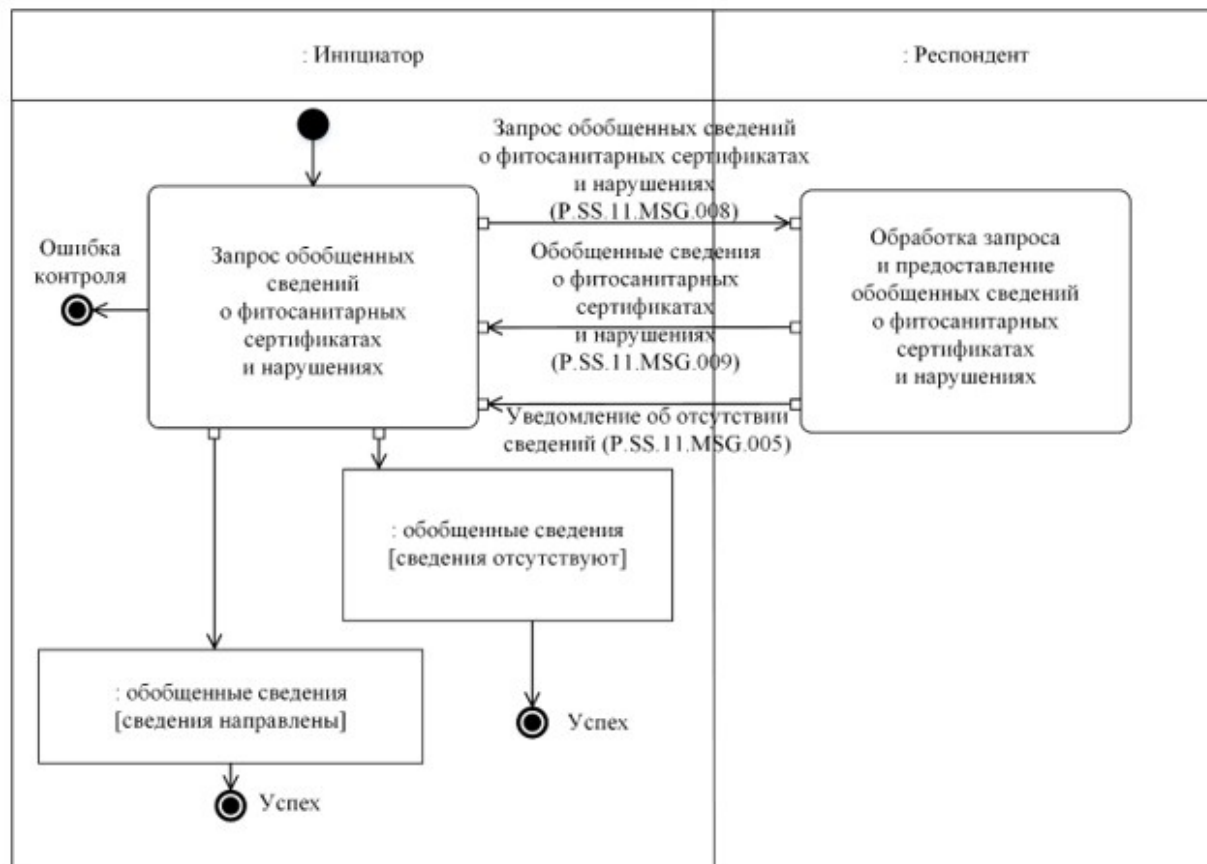 : Инициатор
: Респондент
Запрос обобщенных сведений
о фитосанитарных сертификатах
и нарушениях
(P.SS.11.MSG.008)
Ошибка
контроля
Запрос обобщенных
сведений
о фитосанитарных
сертификатах
и нарушениях
Обобщенные сведения
о фитосанитарных
сертификатах
и нарушениях
(P.SS.11.MSG.009)
Обработка запроса
и предоставление
обобщенных сведений
о фитосанитарных
сертификатах
и нарушениях
Уведомление об отсутствии
сведений (P.SS.11.MSG.005)
: обобщенные сведения
[сведения отсутствуют]
: обобщенные сведения
[сведения направлены]
Успех
Успех